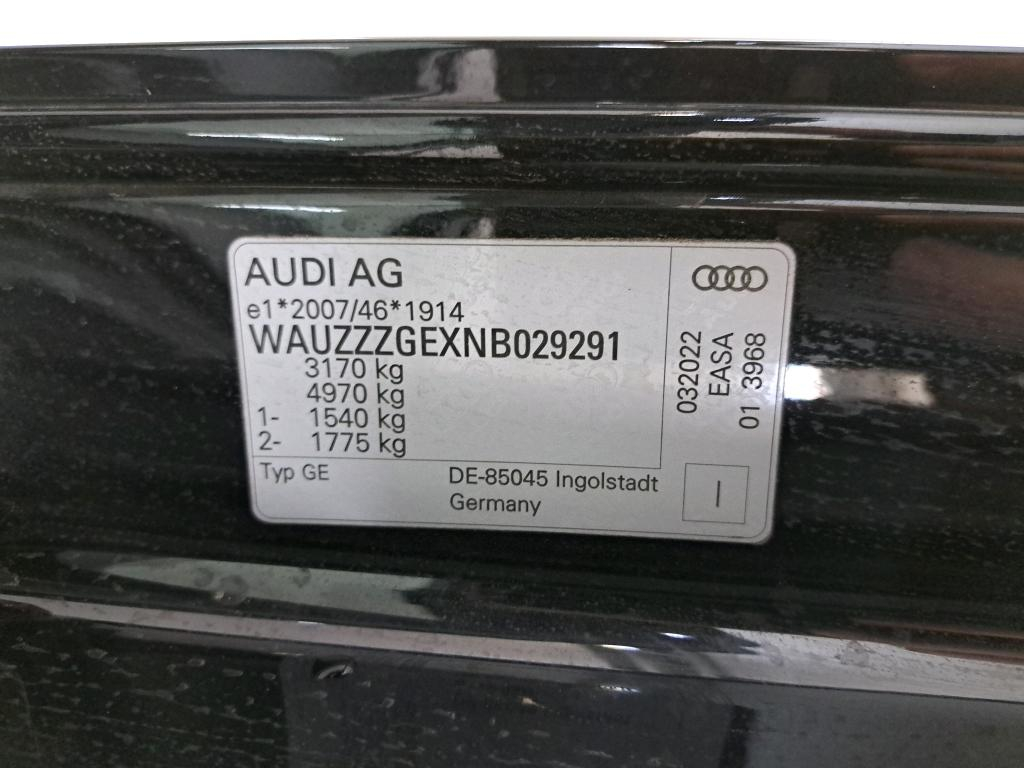 AUDI AG
e1*2007/46*1914
WAUZZZGEXNB029291
3170 kg
4970 kg
1- 1540 kg
2- 1775 kg
Typ GE
DE-85045 Ingolstadt
Germany
032022
EASA
01 3968
I